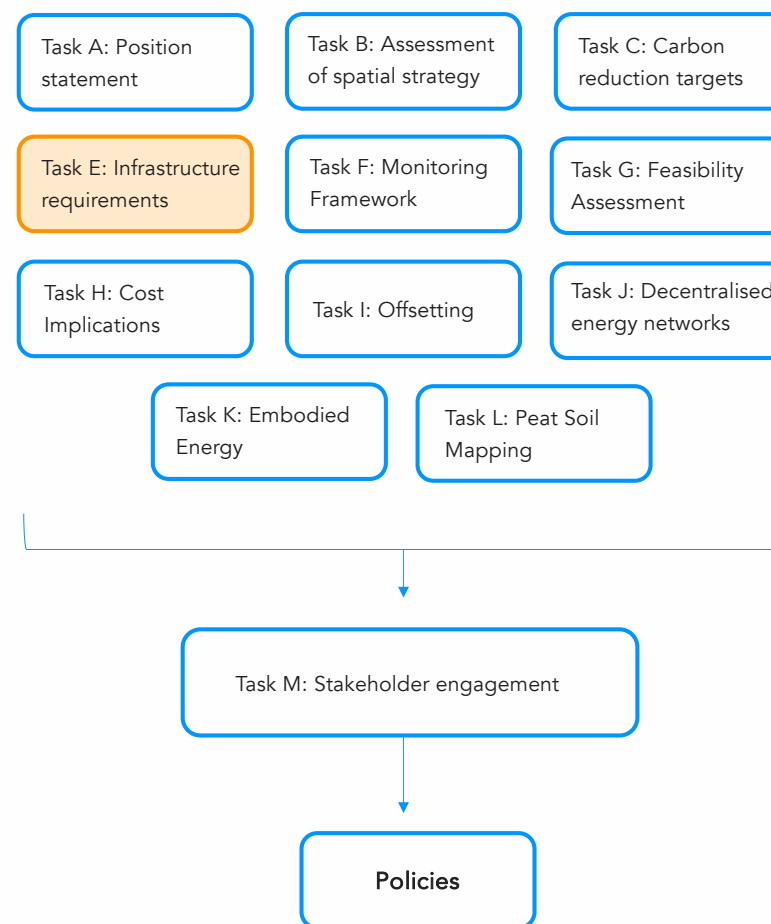 Task A: Position
statement
Task B: Assessment
of spatial strategy
Task C: Carbon
reduction targets
Task E: Infrastructure
requirements
Task F: Monitoring
Framework
Task G: Feasibility
Assessment
Task H: Cost
Implications
Task I: Offsetting
Task J: Decentralised
energy networks
Task K: Embodied
Energy
Task L: Peat Soil
Mapping
Task M: Stakeholder engagement
Policies